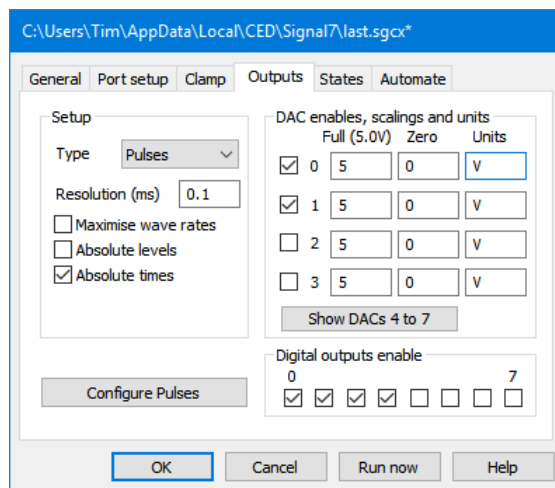 C:\Users\Tim\AppData\Local\CED\Signal7\last.sgcx*
General Port setup Clamp Outputs States Automate
Setup
Type Pulses
Resolution (ms) 0.1
Maximise wave rates
Absolute levels
Absolute times
Configure Pulses
DAC enables, scalings and units
Full (5.0V) Zero Units
0 5 0 V
1 5 0 V
2 5 0 V
3 5 0 V
Show DACs 4 to 7
Digital outputs enable
0 7
OK Cancel Run now Help